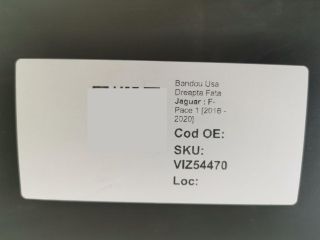 Bandou Usa
Dreapta Fata
Jaguar : F-
Pace 1 [2016 -
2020]
Cod OE:
SKU:
VIZ54470
Loc: